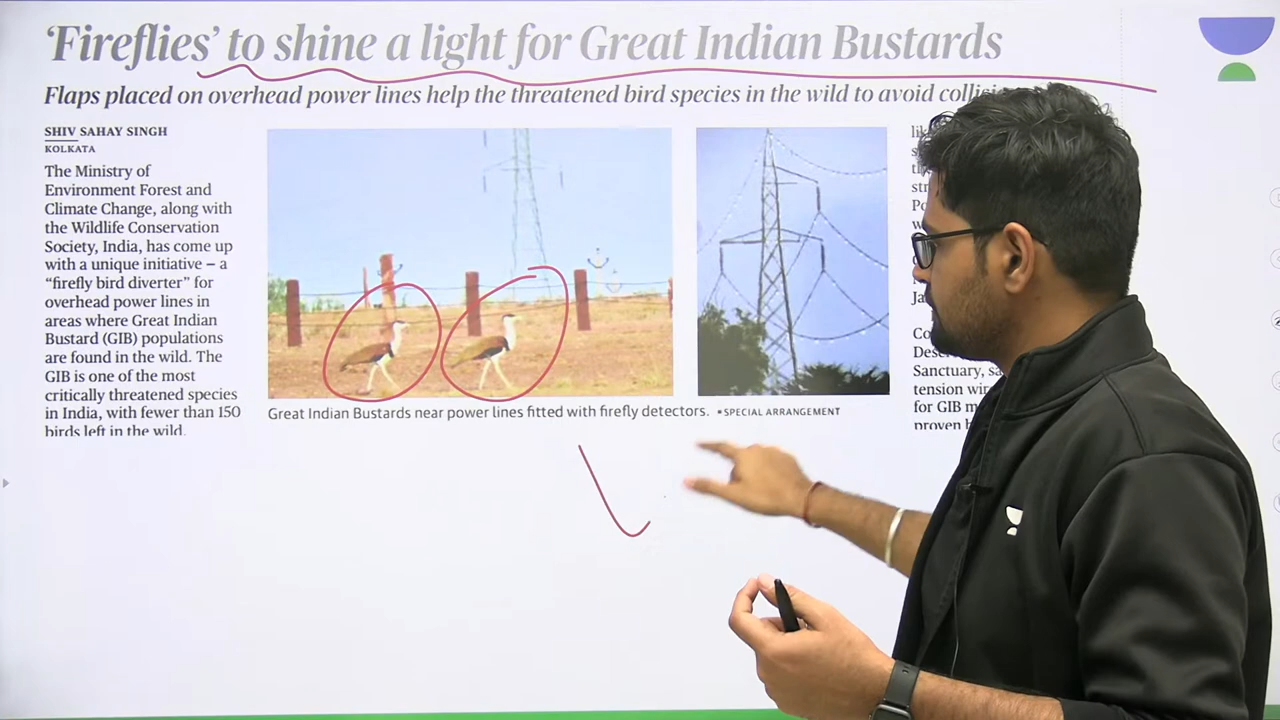 ‘Fireflies’ to shine a light for Great Indian Bustards
Flaps placed on overhead power lines help the threatened bird species in the wild to avoid
SHIV SAHAY SINGH
KOLKATA
The Ministry of
Environment Forest and
Climate Change, along with
the Wildlife Conservation
Society, India, has come up
with a unique initiative – a
“firefly bird diverter” for
overhead power lines in
areas where Great Indian
Bustard (GIB) populations
are found in the wild. The
GIB is one of the most
critically threatened species
in India, with fewer than 150
birds left in the wild.
Great Indian Bustards near power lines fitted with firefly detectors. ▪SPECIAL ARRANGEMENT
Sanctuary,
tension
for GIB
proven